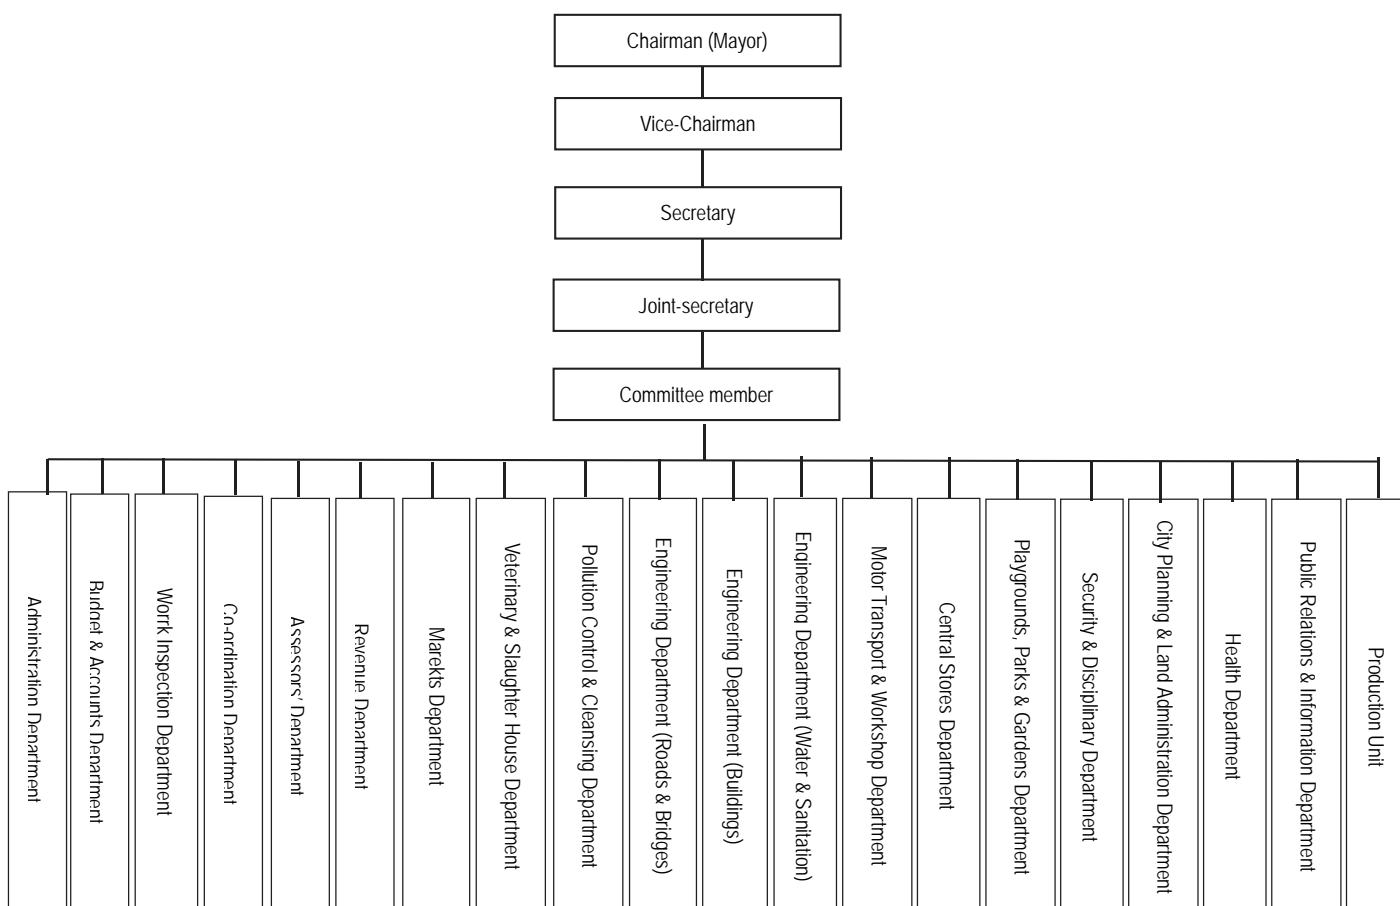 Chairman (Mayor)
Vice-Chairman
Secretary
Joint-secretary
Committee member
Administration Department
Budget & Accounts Department
Worrk Inspection Department
Co-ordination Department
Assessors' Department
Revenue Department
Marekts Department
Veterinary & Slaughter House Department
Pollution Control & Cleansing Department
Engineering Department (Roads & Bridges)
Engineering Department (Buildings)
Engineering Department (Water & Sanitation)
Motor Transport & Workshop Department
Central Stores Department
Playgrounds, Parks & Gardens Department
Security & Disciplinary Department
City Planning & Land Administration Department
Health Department
Public Relations & Information Department
Production Unit